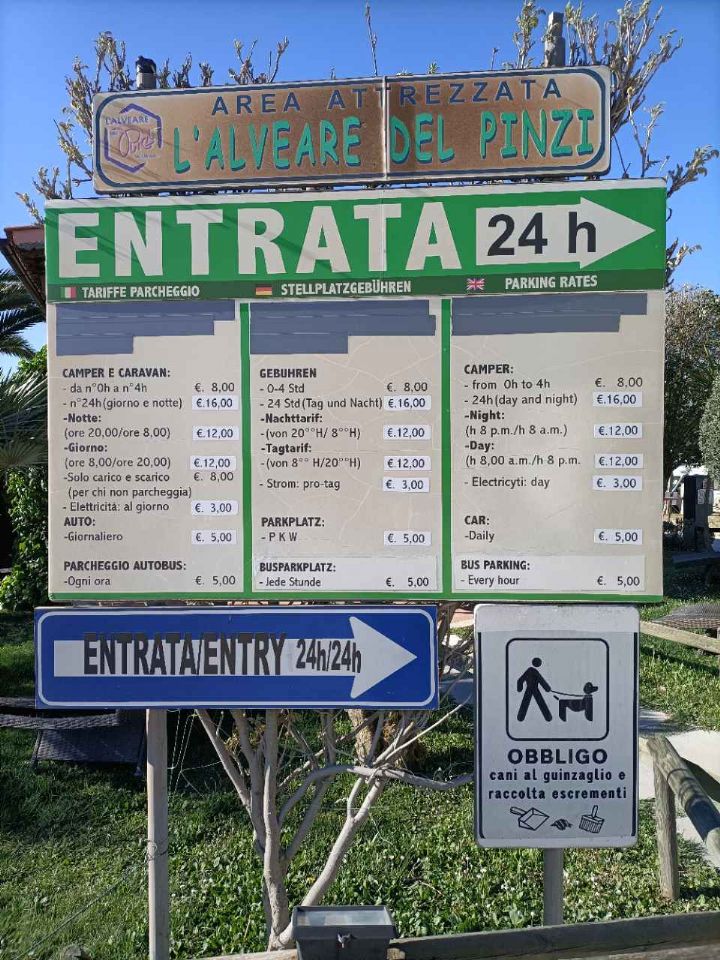 AREA ATTREZZATA
L'ALVEARE DEL PINZI
L'ALVEARE
ENTRATA 24 h
TARIFFE PARCHEGGIO
CAMPER E CARAVAN:
- da n°0h a n°4h €. 8,00
- n°24h(giorno e notte) €.16,00
-Notte:
(ore 20,00/ore 8,00) €.12,00
-Giorno:
(ore 8,00/ore 20,00) €.12,00
-Solo carico e scarico €. 8,00
(per chi non parcheggia)
- Elettricità: al giorno €. 3,00
AUTO:
-Giornaliero €. 5,00
PARCHEGGIO AUTOBUS:
-Ogni ora €. 5,00
STELLPLATZGEBÜHREN
GEBUHREN
- 0-4 Std €. 8,00
- 24 Std(Tag und Nacht) €.16,00
-Nachttarif:
-(von 20°°H/ 8°°H) €.12,00
-Tagtarif:
-(von 8°° H/20°°H) €.12,00
- Strom: pro-tag €. 3,00
PARKPLATZ:
- P K W €. 5,00
BUSPARKPLATZ:
- Jede Stunde €. 5,00
PARKING RATES
CAMPER:
- from 0h to 4h €. 8,00
- 24h(day and night) €.16,00
-Night:
(h 8 p.m./h 8 a.m.) €.12,00
-Day:
(h 8,00 a.m./h 8 p.m. €.12,00
- Electricyti: day €. 3,00
CAR:
-Daily €. 5,00
BUS PARKING:
- Every hour €. 5,00
ENTRATA/ENTRY 24h/24h
OBBLIGO
cani al guinzaglio e
raccolta escrementi